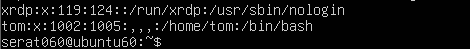 xrdp:x:119:124::/run/xrdp:/usr/sbin/nologin
tom:x:1002:1005:,,,:/home/tom:/bin/bash
serat060@ubuntu60:~$